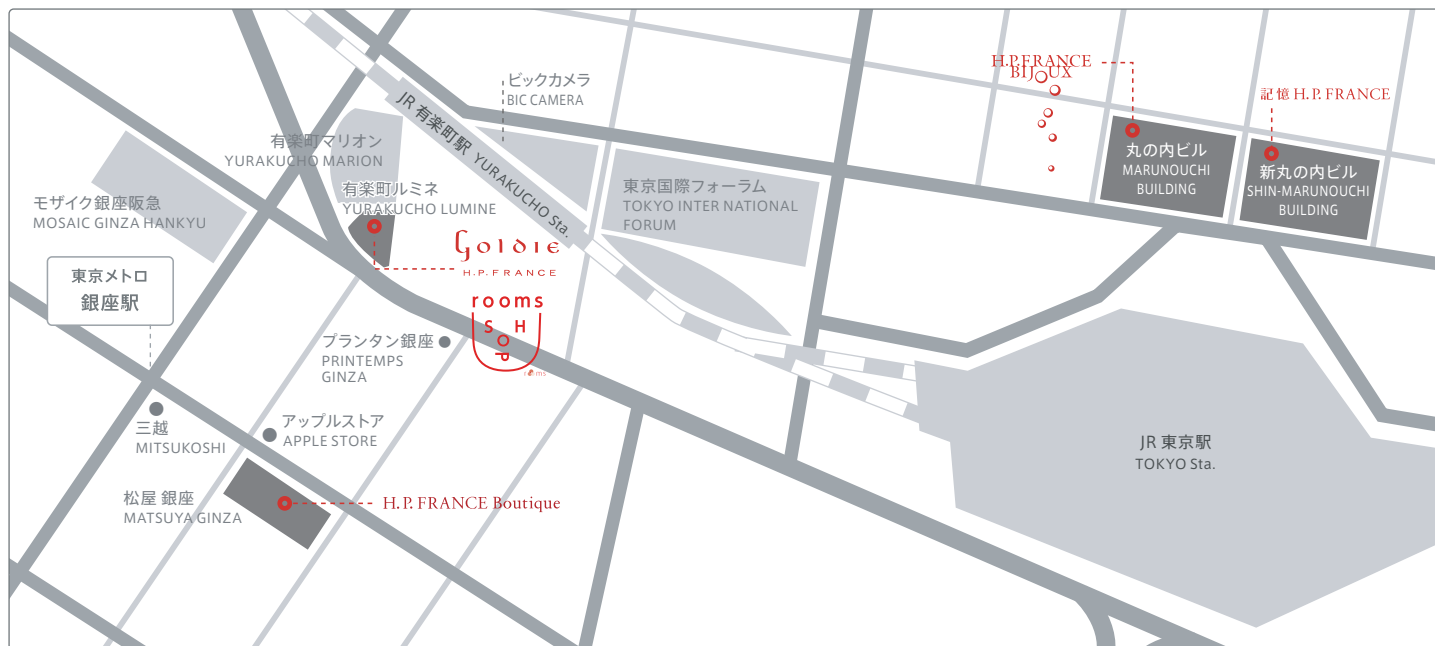 H.P.FRANCE
BIJOUX
記憶 H.P. FRANCE
ビックカメラ
BIC CAMERA
JR 有楽町駅 YURAKUCHO Sta.
有楽町マリオン
YURAKUCHO MARION
有楽町ルミネ
YURAKUCHO LUMINE
モザイク銀座阪急
MOSAIC GINZA HANKYU
東京国際フォーラム
TOKYO INTER NATIONAL
FORUM
丸の内ビル
MARUNOUCHI
BUILDING
新丸の内ビル
SHIN-MARUNOUCHI
BUILDING
Goldie
H.P.FRANCE
東京メトロ
銀座駅
rooms
SHOP
rooms
プランタン銀座
PRINTEMPS
GINZA
三越
MITSUKOSHI
アップルストア
APPLE STORE
JR 東京駅
TOKYO Sta.
松屋 銀座
MATSUYA GINZA
H.P. FRANCE Boutique